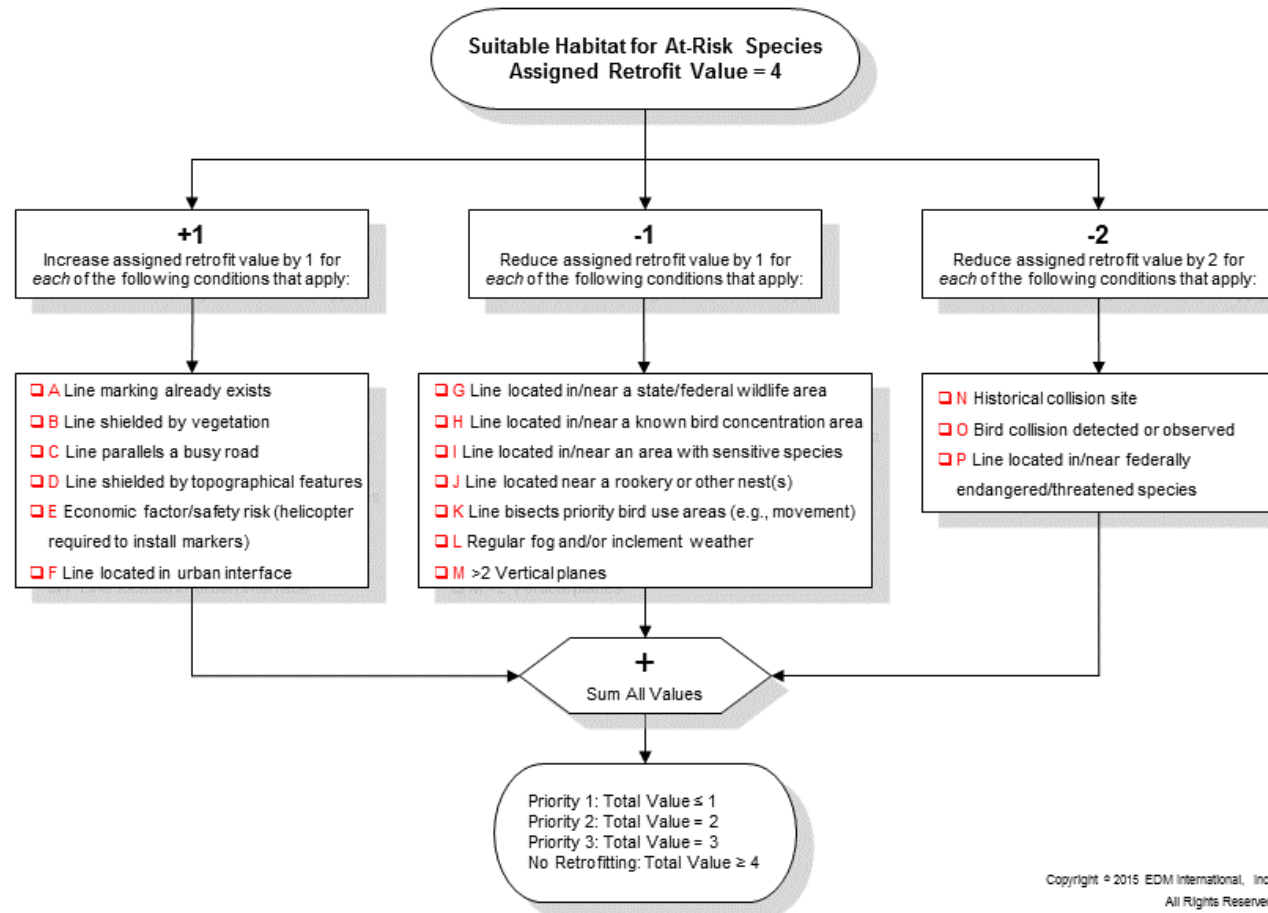 Suitable Habitat for At-Risk Species
Assigned Retrofit Value = 4
+1
Increase assigned retrofit value by 1 for
each of the following conditions that apply:
-1
Reduce assigned retrofit value by 1 for
each of the following conditions that apply:
-2
Reduce assigned retrofit value by 2 for
each of the following conditions that apply:
A Line marking already exists
B Line shielded by vegetation
C Line parallels a busy road
D Line shielded by topographical features
E Economic factor/safety risk (helicopter
required to install markers)
F Line located in urban interface
G Line located in/near a state/federal wildlife area
H Line located in/near a known bird concentration area
I Line located in/near an area with sensitive species
J Line located near a rookery or other nest(s)
K Line bisects priority bird use areas (e.g., movement)
L Regular fog and/or inclement weather
M >2 Vertical planes
N Historical collision site
O Bird collision detected or observed
P Line located in/near federally
endangered/threatened species
+
Sum All Values
Priority 1: Total Value ≤ 1
Priority 2: Total Value = 2
Priority 3: Total Value = 3
No Retrofitting: Total Value ≥ 4
Copyright © 2015 EDM International, Inc
All Rights Reserve